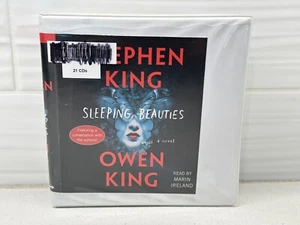 STEPHEN
21 CDs
KING
SLEEPING BEAUTIES
Featuring a
conversation with
the authors!
a novel
OWEN
KING
READ BY
MARIN
IRELAND